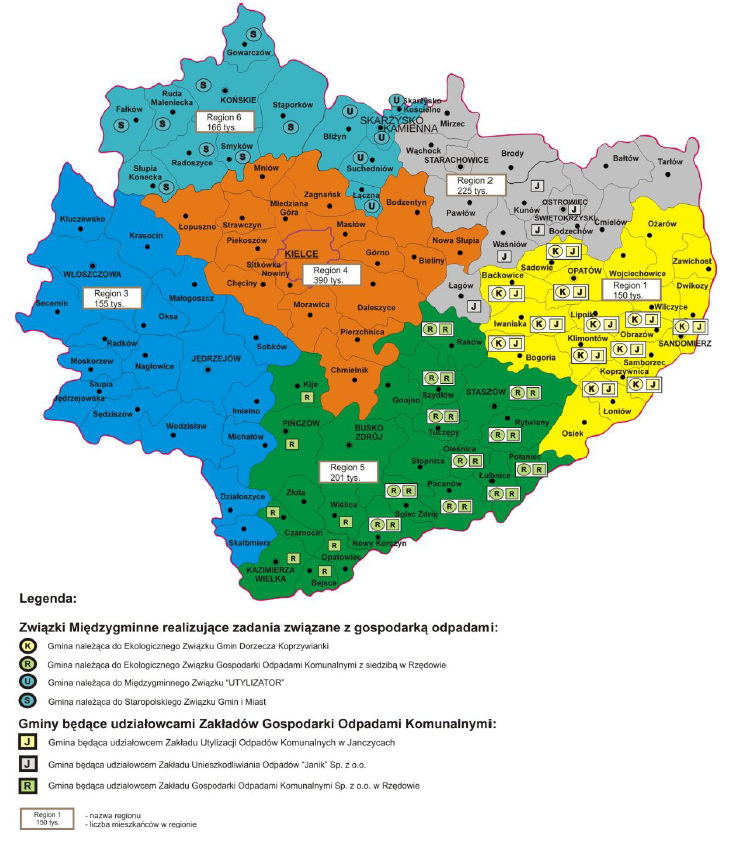 S
Gowarczów
S
Ruda
Maleniecka
S
KOŃSKIE
Fałków
S
Stąporków
S
Region 6
166 tys.
S
Radoszyce
S
Smyków
S
Słupia
Konecka
S
U
Skarżysko
Kościelne
SKARŻYSKO
KAMIENNA
U
U
Bliżyn
U
Suchedniów
Łączna
U
Mirzec
Wąchock
STARACHOWICE
Brody
Region 2
225 tys.
Pawłów
J
Kunów
OSTROWIEC
ŚWIĘTOKRZYSKI
J
J
Bodzechów
Ćmielów
Bałtów
Tarłów
Waśniów
J
Łagów
J
Mniów
Zagnańsk
Miedziana
Góra
Łopuszno
Strawczyn
Masłów
Bodzentyn
Piekoszów
KIELCE
Górno
Nowa Słupia
Bieliny
Sitkówka
Nowiny
Region 4
390 tys.
Chęciny
Daleszyce
Morawica
Pierzchnica
Chmielnik
Kluczewsko
Krasocin
WŁOSZCZOWA
Region 3
155 tys.
Małogoszcz
Secemin
Oksa
Radków
Sobków
Moskorzew
Nagłowice
JĘDRZEJÓW
Słupia
Jędrzejowska
Sędziszów
Imielno
Wodzisław
Michałów
Działoszyce
Skalbmierz
Ożarów
Sadowie
K J
OPATÓW
Wojciechowice
Zawichost
Baćkowice
K J
K J
Region 1
150 tys.
Dwikozy
Wilczyce
Iwaniska
K J
Lipnik
K J
K J
K J
Obrazów
SANDOMIERZ
K J
Klimontów
K J
K J
Samborzec
Bogoria
Koprzywnica
K J
K J
Łoniów
Osiek
R R
Raków
Kije
R
R R
Szydłów
Gnojno
STASZÓW
R R
Rytwiany
PIŃCZÓW
R
BUSKO
ZDRÓJ
R R
Tuczępy
R R
Oleśnica
R R
Połaniec
R R
Stopnica
Region 5
201 tys.
Łubnice
R R
Pacanów
R R
R R
Solec Zdrój
Złota
R
Wiślica
R
R R
Nowy Korczyn
Czarnocin
R
R
Opatowiec
KAZIMIERZA
WIELKA
R
Bejsce
Legenda:
Związki Międzygminne realizujące zadania związane z gospodarką odpadami:
K Gmina należąca do Ekologicznego Związku Gmin Dorzecza Koprzywianki
R Gmina należąca do Ekologicznego Związku Gospodarki Odpadami Komunalnymi z siedzibą w Rzędowie
U Gmina należąca do Międzygminnego Związku "UTYLIZATOR"
S Gmina należąca do Staropolskiego Związku Gmin i Miast
Gminy będące udziałowcami Zakładów Gospodarki Odpadami Komunalnymi:
J Gmina będąca udziałowcem Zakładu Utylizacji Odpadów Komunalnych w Janczycach
J Gmina będąca udziałowcem Zakładu Unieszkodliwiania Odpadów "Janik" Sp. z o.o.
R Gmina będąca udziałowcem Zakładu Gospodarki Odpadami Komunalnymi Sp. z o.o. w Rzędowie
Region 1
150 tys.
- nazwa regionu
- liczba mieszkańców w regionie